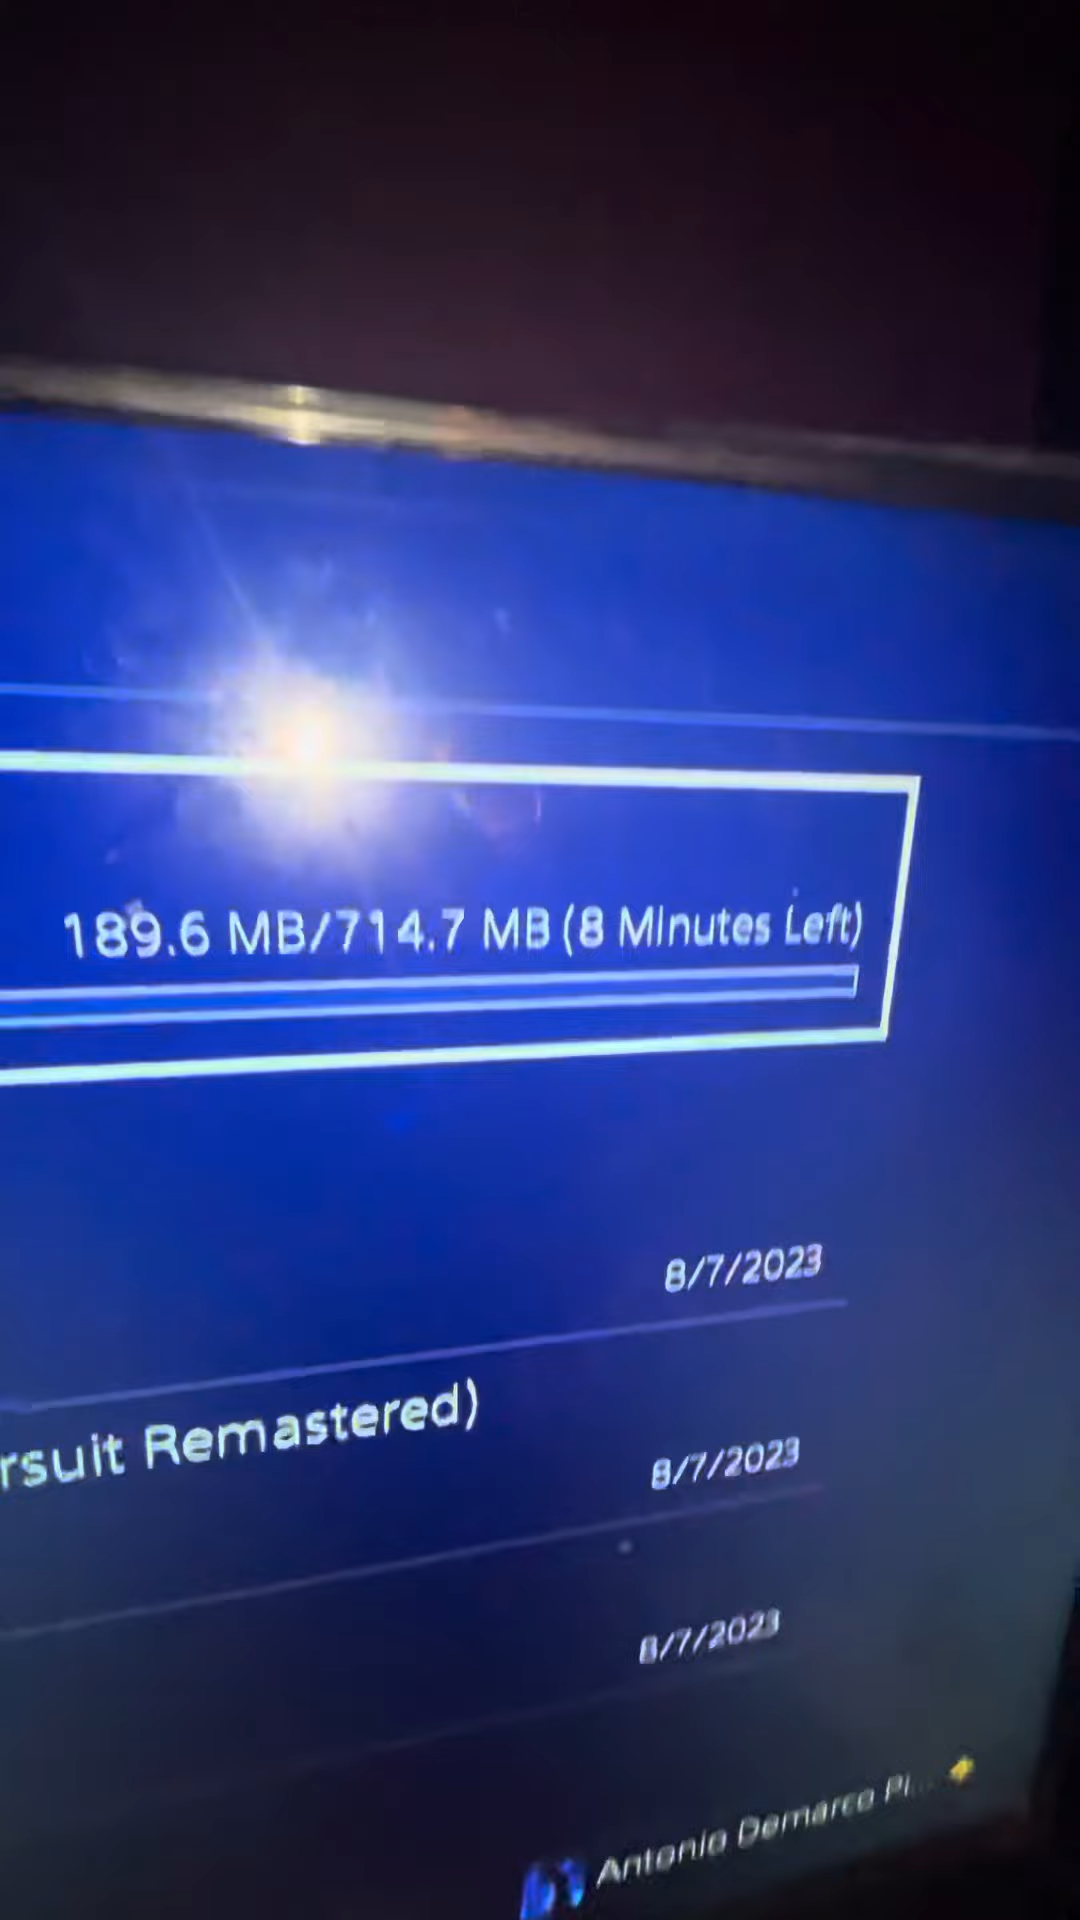 189.6 MB/714.7 MB (8 Minutes Left)
8/7/2023
rsuit Remastered)
8/7/2023
8/7/2023
Antonio Demarco Pl...